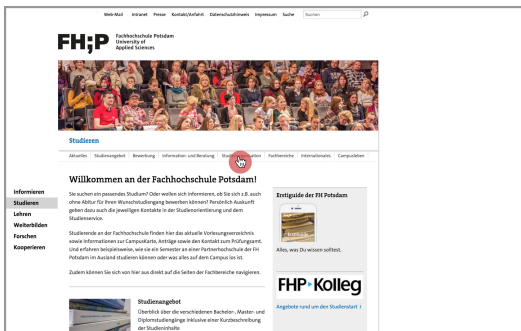 Web-Mail Intranet Presse Kontakt/Anfahrt Datenschutzhinweis Impressum Suche Suchen
FH;P
Fachhochschule Potsdam
University of
Applied Sciences
Studieren
Aktuelles Studienangebot Bewerbung Information und Beratung Fachbereiche Internationales Campusleben
Willkommen an der Fachhochschule Potsdam!
Informieren
Studieren
Lehren
Weiterbilden
Forschen
Kooperieren
Sie suchen ein passendes Studium? Oder wollen sich informieren, ob Sie sich z.B. auch
ohne Abitur für Ihren Wunschstudiengang bewerben können? Persönlich Auskunft
geben dazu auch die jeweiligen Kontakte in der Studienorientierung und dem
Studienservice.
Studierende an der Fachhochschule finden hier das aktuelle Vorlesungsverzeichnis
sowie Informationen zur CampusKarte, Anträge sowie den Kontakt zum Prüfungsamt.
Und erfahren beispielsweise, wie sie ein Semester an einer Partnerhochschule der FH
Potsdam im Ausland studieren können oder was alles auf dem Campus los ist.
Zudem können Sie sich von hier aus direkt auf die Seiten der Fachbereiche navigieren.
Studienangebot
Überblick über die verschiedenen Bachelor-, Master- und
Diplomstudiengänge inklusive einer Kurzbeschreibung
der Studieninhalte
Erstiguide der FH Potsdam
Alles, was Du wissen solltest.
FHP Kolleg
Angebote rund um den Studienstart